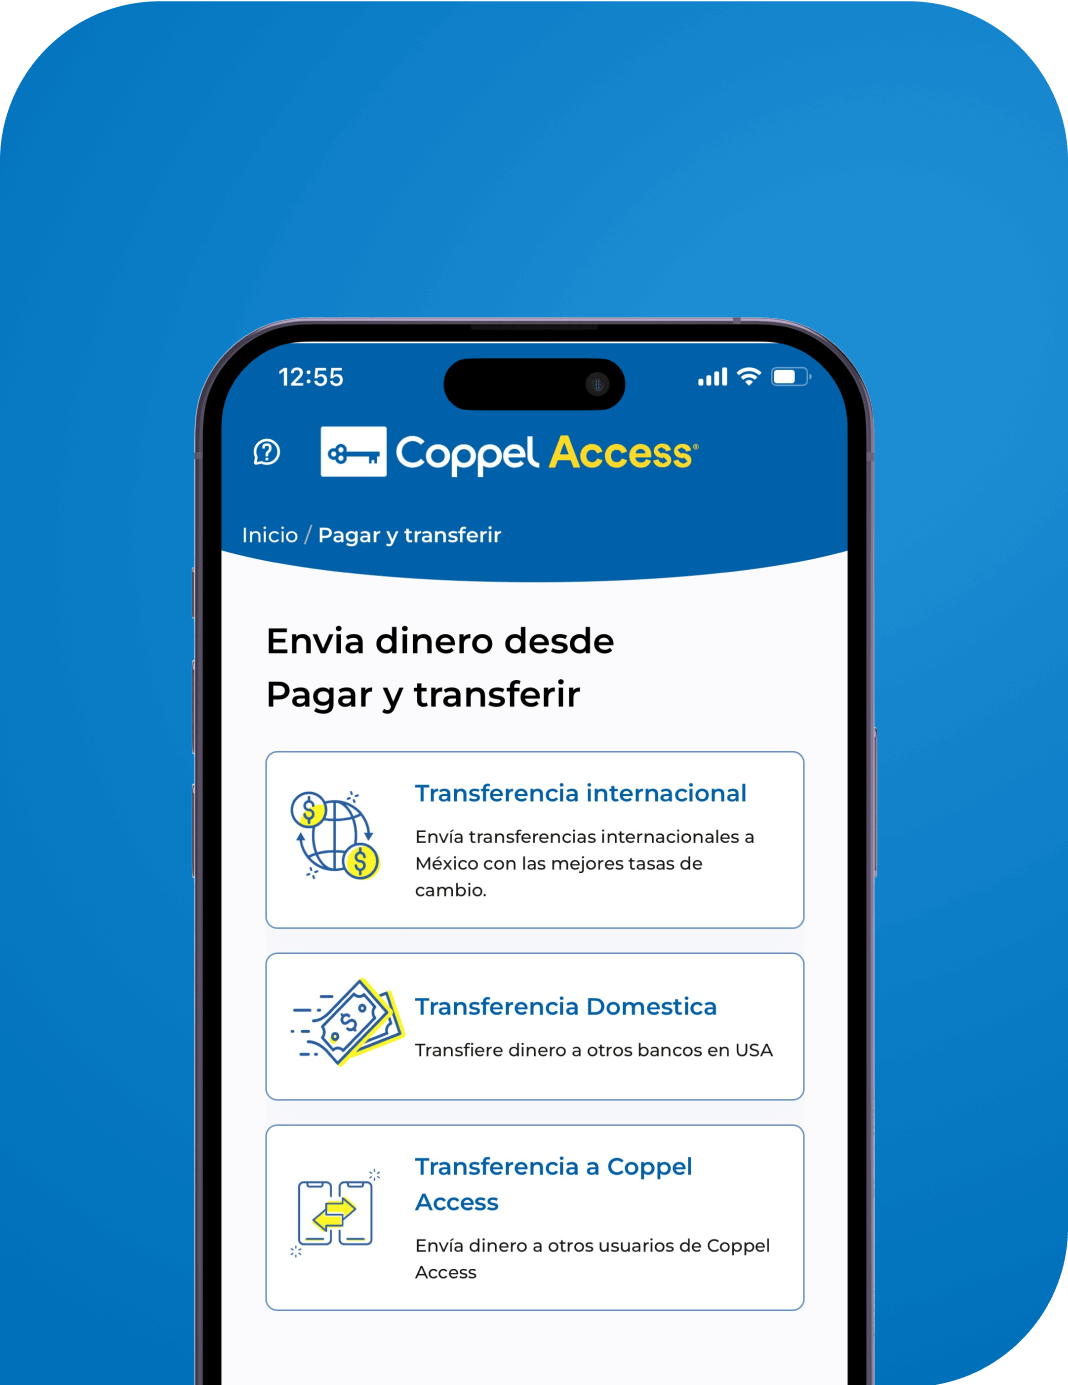 12:55
Coppel Access®
Inicio / Pagar y transferir
Envia dinero desde
Pagar y transferir
Transferencia internacional
Envía transferencias internacionales a
México con las mejores tasas de
cambio.
Transferencia Domestica
Transfiere dinero a otros bancos en USA
Transferencia a Coppel
Access
Envía dinero a otros usuarios de Coppel
Access